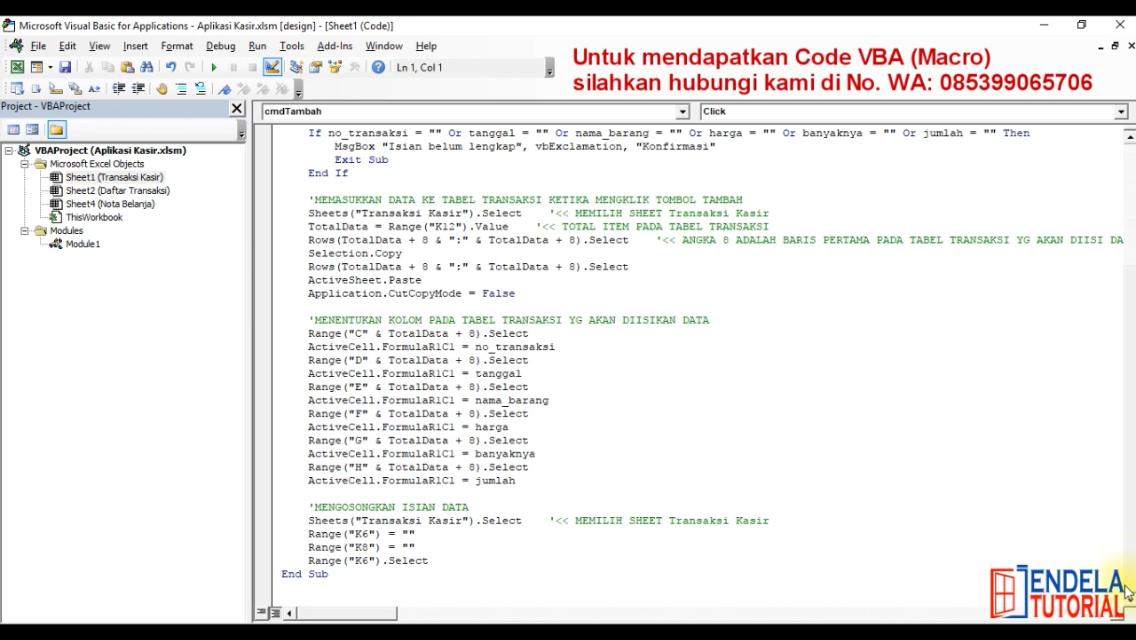 Microsoft Visual Basic for Applications - Aplikasi Kasir.xlsm [design] - [Sheet1 (Code)]
File Edit View Insert Format Debug Run Tools Add-Ins Window Help
Untuk mendapatkan Code VBA (Macro)
silahkan hubungi kami di No. WA: 085399065706
Ln 1, Col 1
Project - VBAProject
VBAProject (Aplikasi Kasir.xlsm)
Microsoft Excel Objects
Sheet1 (Transaksi Kasir)
Sheet2 (Daftar Transaksi)
Sheet4 (Nota Belanja)
ThisWorkbook
Modules
Module1
cmdTambah
Click
If no_transaksi = "" Or tanggal = "" Or nama_barang = "" Or harga = "" Or banyaknya = "" Or jumlah = "" Then
MsgBox "Isian belum lengkap", vbExclamation, "Konfirmasi"
Exit Sub
End If
'MEMASUKKAN DATA KE TABEL TRANSAKSI KETIKA MENGKLIK TOMBOL TAMBAH
Sheets("Transaksi Kasir").Select '<< MEMILIH SHEET Transaksi Kasir
TotalData = Range("K12").Value '<< TOTAL ITEM PADA TABEL TRANSAKSI
Rows(TotalData + 8 & ":" & TotalData + 8).Select '<< ANGKA 8 ADALAH BARIS PERTAMA PADA TABEL TRANSAKSI YG AKAN DIISI DA
Selection.Copy
Rows(TotalData + 8 & ":" & TotalData + 8).Select
ActiveSheet.Paste
Application.CutCopyMode = False
'MENENTUKAN KOLOM PADA TABEL TRANSAKSI YG AKAN DIISIKAN DATA
Range("C" & TotalData + 8).Select
ActiveCell.FormulaR1C1 = no_transaksi
Range("D" & TotalData + 8).Select
ActiveCell.FormulaR1C1 = tanggal
Range("E" & TotalData + 8).Select
ActiveCell.FormulaR1C1 = nama_barang
Range("F" & TotalData + 8).Select
ActiveCell.FormulaR1C1 = harga
Range("G" & TotalData + 8).Select
ActiveCell.FormulaR1C1 = banyaknya
Range("H" & TotalData + 8).Select
ActiveCell.FormulaR1C1 = jumlah
'MENGOSONGKAN ISIAN DATA
Sheets("Transaksi Kasir").Select '<< MEMILIH SHEET Transaksi Kasir
Range("K6") = ""
Range("K8") = ""
Range("K6").Select
End Sub
JENDELA
TUTORIAL